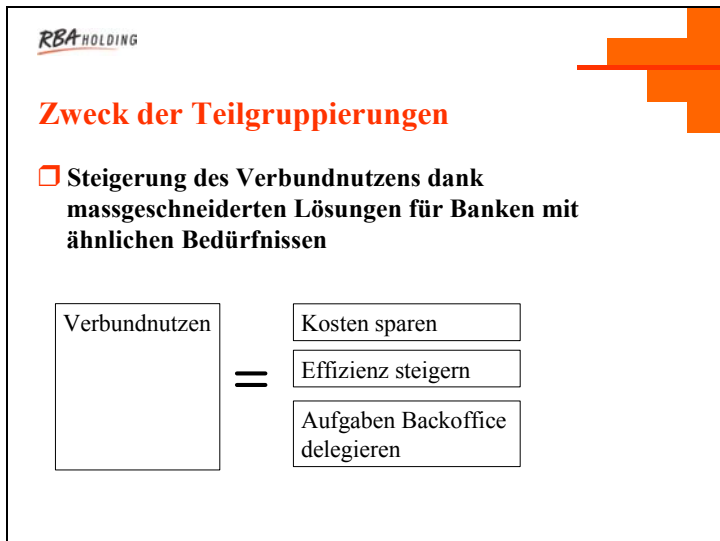 RBA HOLDING
Zweck der Teilgruppierungen
Steigerung des Verbundnutzens dank
massgeschneiderten Lösungen für Banken mit
ähnlichen Bedürfnissen
Verbundnutzen
=
Kosten sparen
Effizienz steigern
Aufgaben Backoffice
delegieren